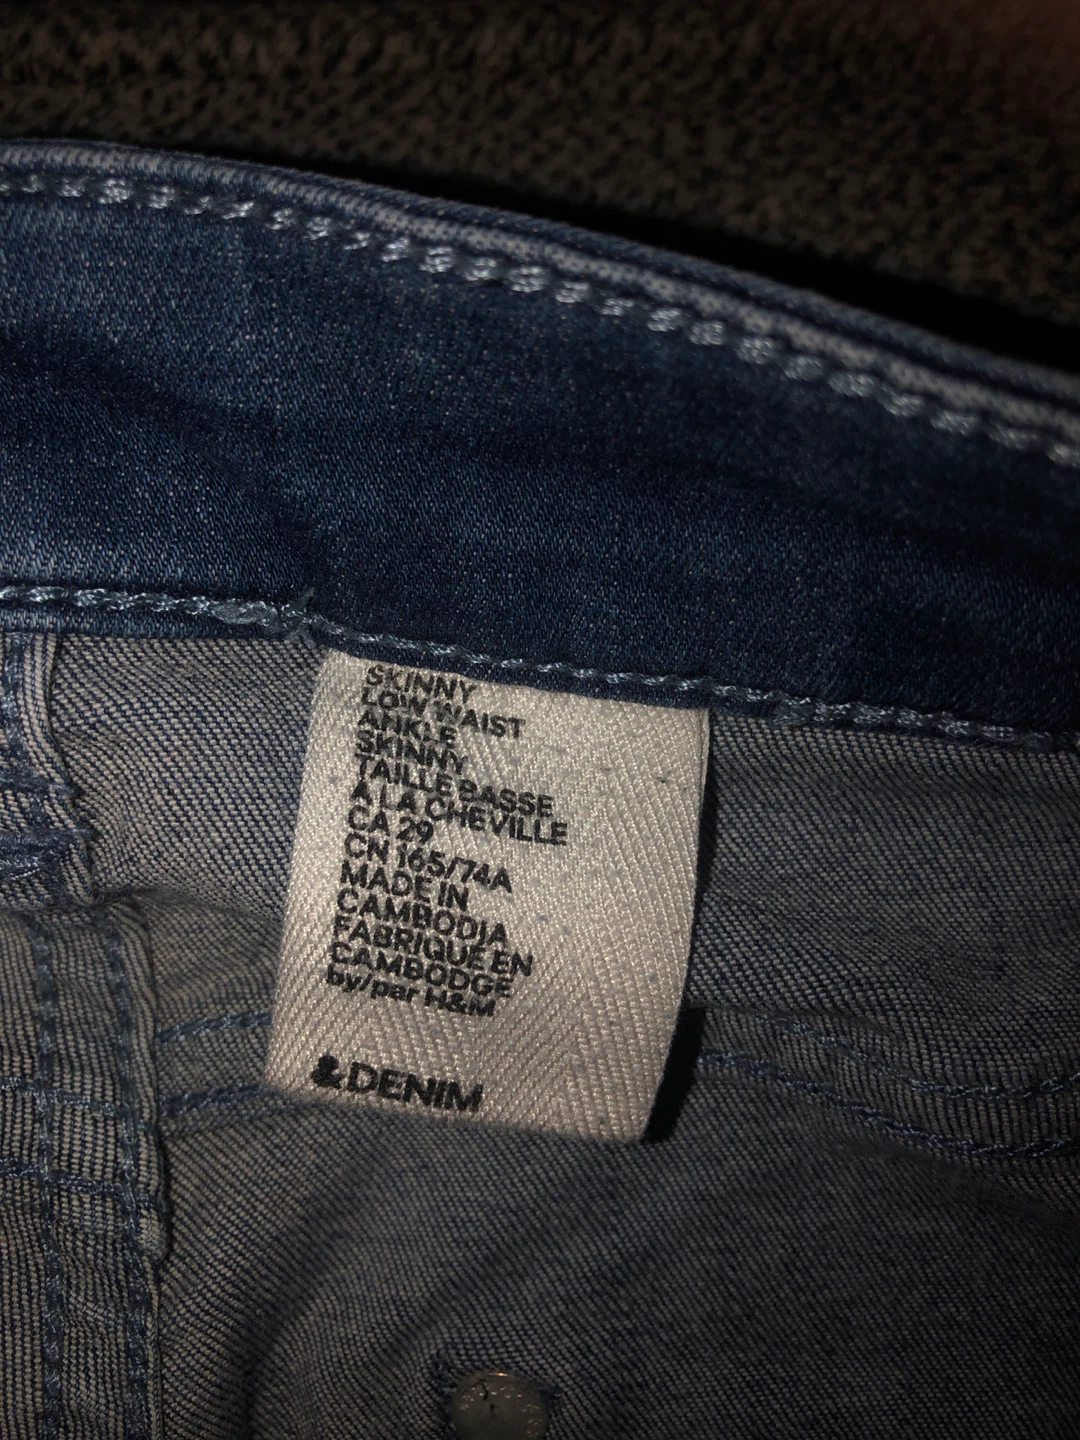 SKINNY
LOW WAIST
ANKLE
SKINNY
TAILLE BASSE
À LA CHEVILLE
CA 29
CN 165/74A
MADE IN
CAMBODIA
FABRIQUE EN
CAMBODGE
by/par H&M
&DENIM